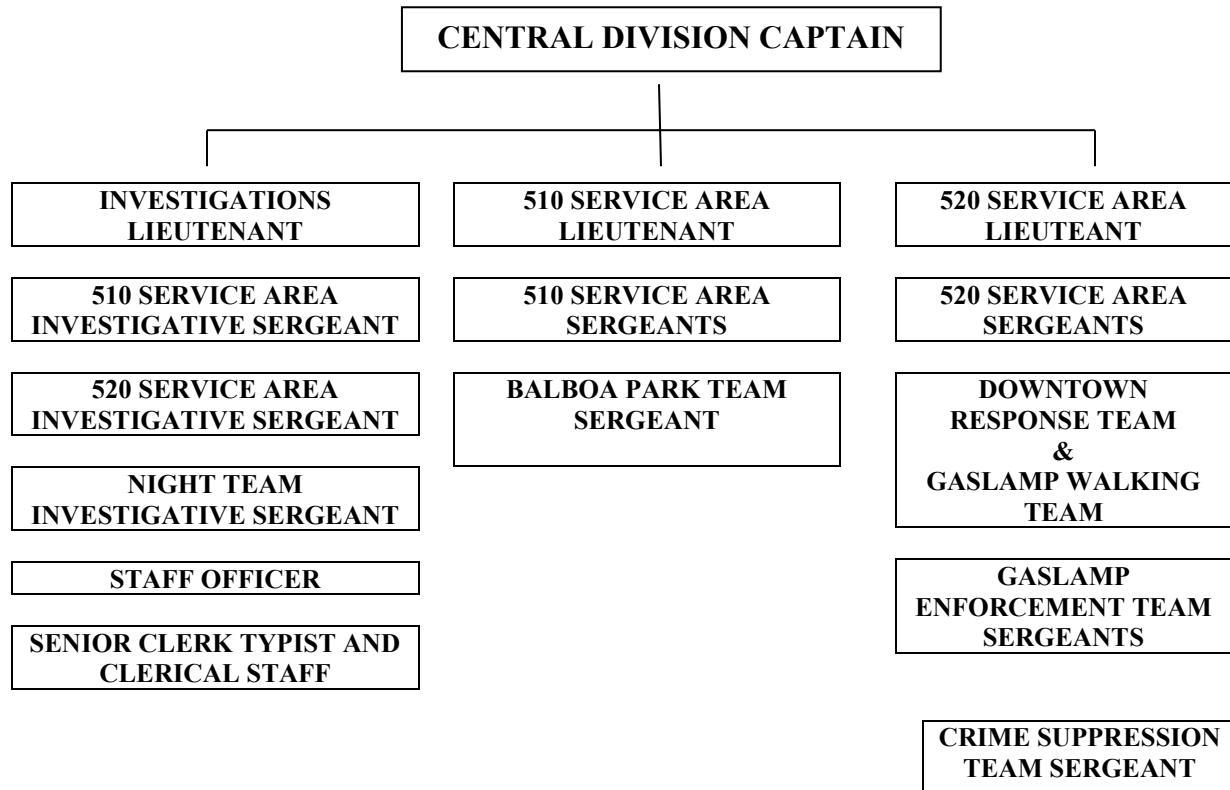 CENTRAL DIVISION CAPTAIN
INVESTIGATIONS
LIEUTENANT
510 SERVICE AREA
INVESTIGATIVE SERGEANT
520 SERVICE AREA
INVESTIGATIVE SERGEANT
NIGHT TEAM
INVESTIGATIVE SERGEANT
STAFF OFFICER
SENIOR CLERK TYPIST AND
CLERICAL STAFF
510 SERVICE AREA
LIEUTENANT
510 SERVICE AREA
SERGEANTS
BALBOA PARK TEAM
SERGEANT
520 SERVICE AREA
LIEUTEANT
520 SERVICE AREA
SERGEANTS
DOWNTOWN
RESPONSE TEAM
&
GASLAMP WALKING
TEAM
GASLAMP
ENFORCEMENT TEAM
SERGEANTS
CRIME SUPPRESSION
TEAM SERGEANT